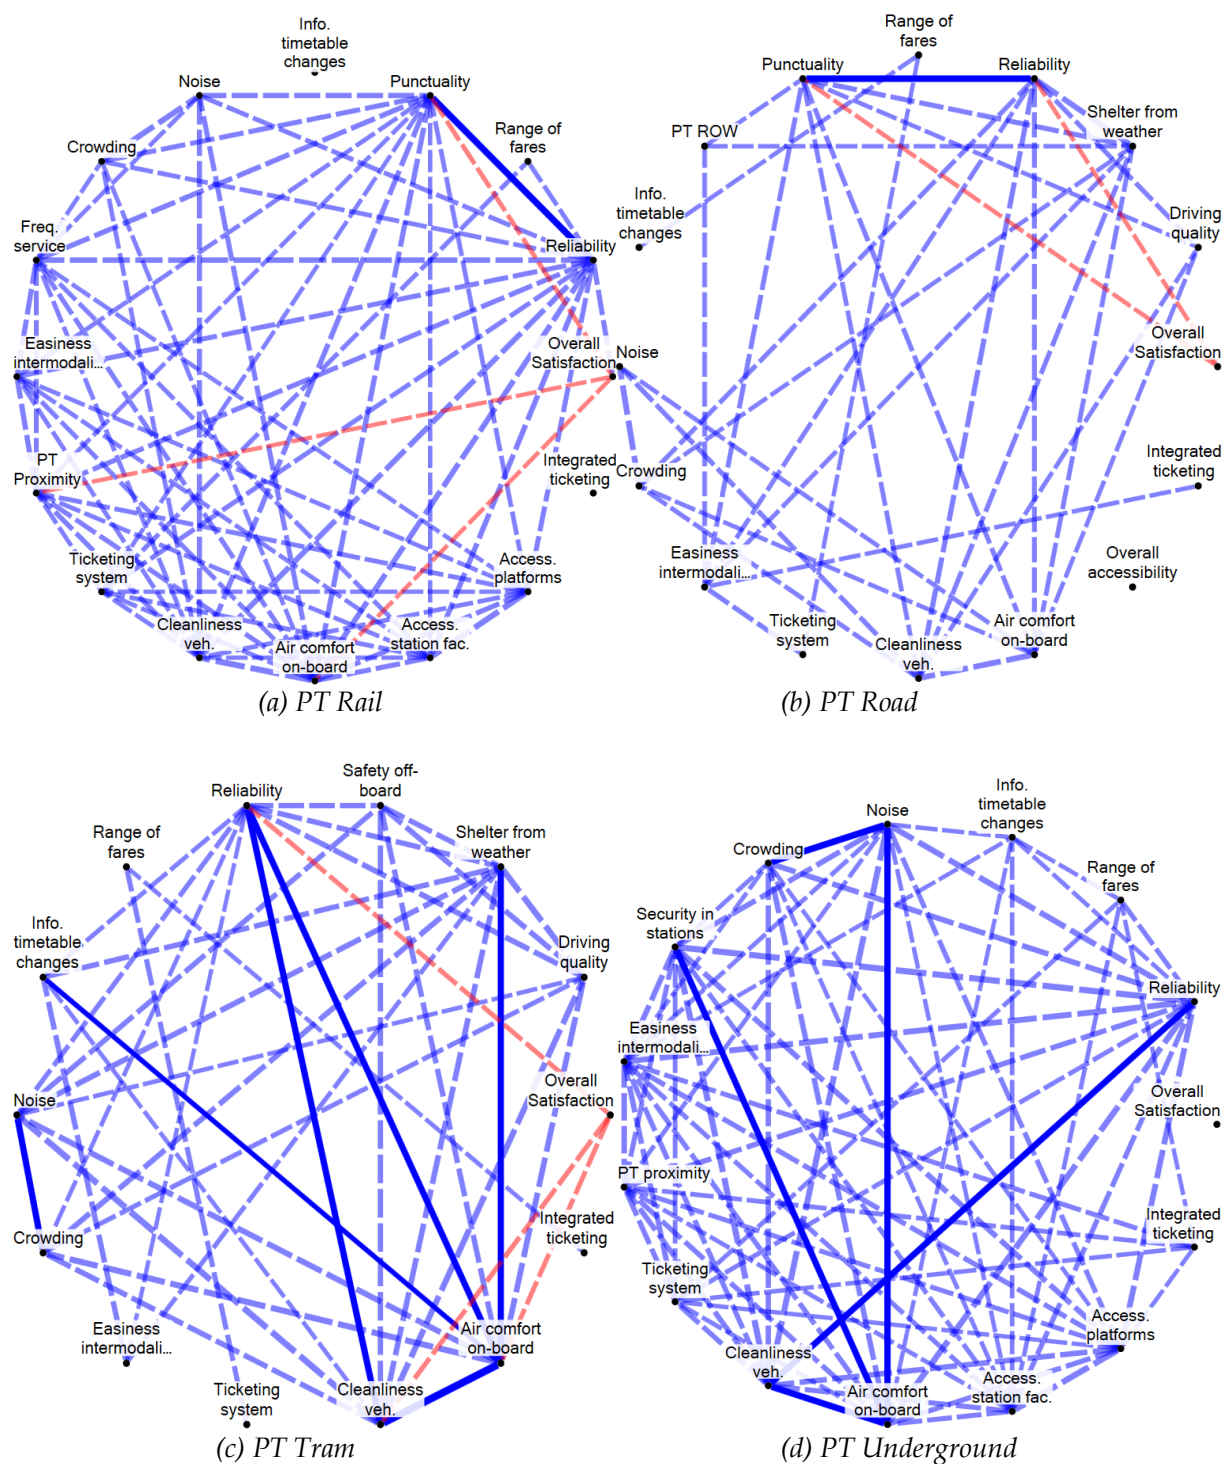 Info.
timetable
changes
Noise
Punctuality
Crowding
Range of
fares
Freq.
service
Reliability
Easiness
intermodali...
Overall
Satisfaction
PT
Proximity
Integrated
ticketing
Ticketing
system
Access.
platforms
Cleanliness
veh.
Air comfort
on-board
Access.
station fac.
(a) PT Rail
Range of
fares
Punctuality
Reliability
PT ROW
Shelter from
weather
Info.
timetable
changes
Driving
quality
Noise
Overall
Satisfaction
Crowding
Integrated
ticketing
Easiness
intermodali...
Overall
accessibility
Ticketing
system
Cleanliness
veh.
Air comfort
on-board
(b) PT Road
Reliability
Safety off-
board
Range of
fares
Shelter from
weather
Info.
timetable
changes
Driving
quality
Noise
Overall
Satisfaction
Crowding
Integrated
ticketing
Easiness
intermodali...
Air comfort
on-board
Ticketing
system
Cleanliness
veh.
(c) PT Tram
Noise
Info.
timetable
changes
Crowding
Range of
fares
Security in
stations
Reliability
Easiness
intermodali...
Overall
Satisfaction
PT proximity
Integrated
ticketing
Ticketing
system
Access.
platforms
Cleanliness
veh.
Air comfort
on-board
Access.
station fac.
(d) PT Underground